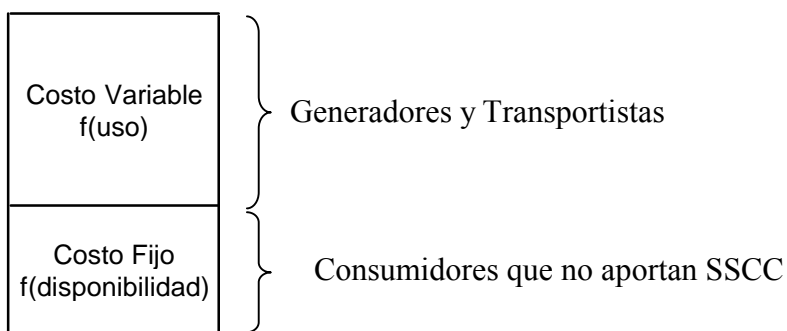 Costo Variable
f(uso)
Generadores y Transportistas
Costo Fijo
f(disponibilidad)
Consumidores que no aportan SSCC